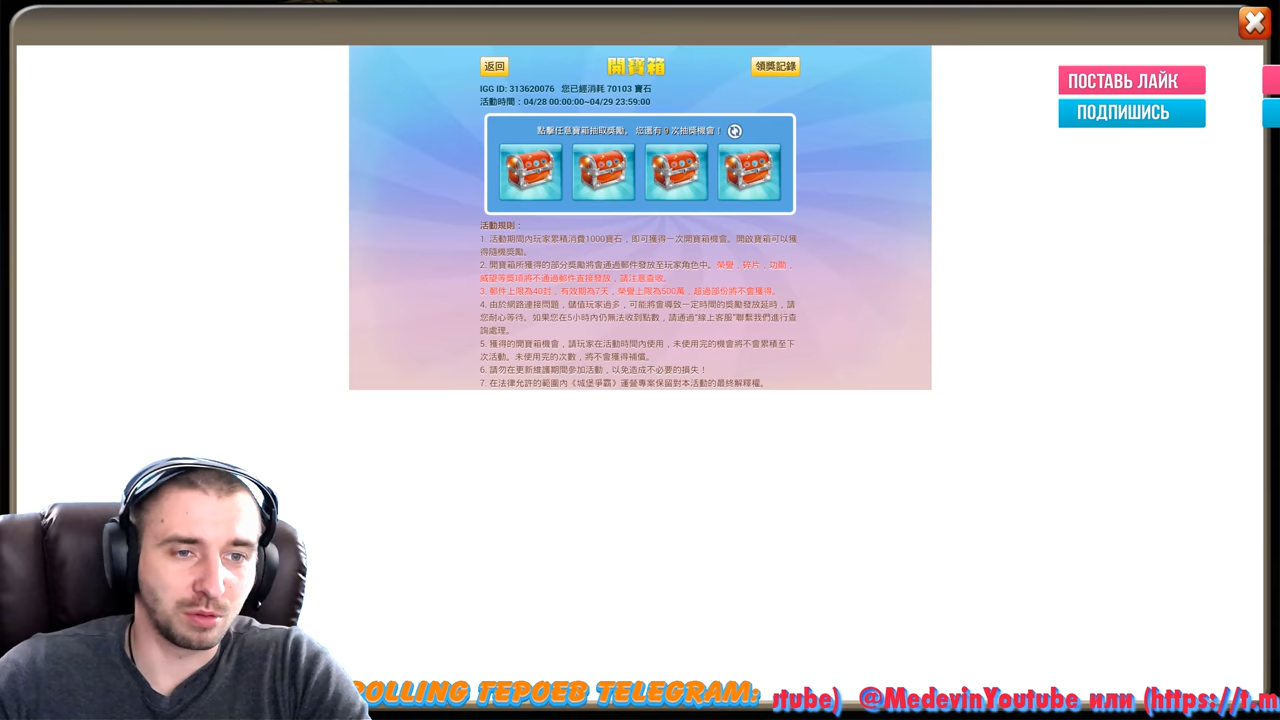 返回
開寶箱
領獎記錄
IGG ID: 313620076 您已經消耗 70103 寶石
活動時間：04/28 00:00:00~04/29 23:59:00
點擊任意寶箱抽取獎勵， 您還有 9 次抽獎機會！
活動規則：
1. 活動期間內玩家累積消費1000寶石，即可獲得一次開寶箱機會。開啟寶箱可以獲
得隨機獎勵。
2. 開寶箱所獲得的部分獎勵將會通過郵件發放至玩家角色中。榮譽，碎片，功勳，
威望等獎項將不通過郵件直接發放，請注意查收。
3. 郵件上限為40封，有效期為7天，榮譽上限為500萬，超過部份將不會獲得。
4. 由於網路連接問題，儲值玩家過多，可能將會導致一定時間的獎勵發放延時，請
您耐心等待。如果您在5小時內仍無法收到點數，請通過"線上客服"聯繫我們進行查
詢處理。
5. 獲得的開寶箱機會，請玩家在活動時間內使用，未使用完的機會將不會累積至下
次活動。未使用完的次數，將不會獲得補償。
6. 請勿在更新維護期間參加活動，以免造成不必要的損失！
7. 在法律允許的範圍內《城堡爭霸》運營專案保留對本活動的最終解釋權。
ПОСТАВЬ ЛАЙК
ПОДПИШИСЬ
ROLLING ГЕРОЕВ TELEGRAM:
stube) @MedevinYoutube или (https://t.m